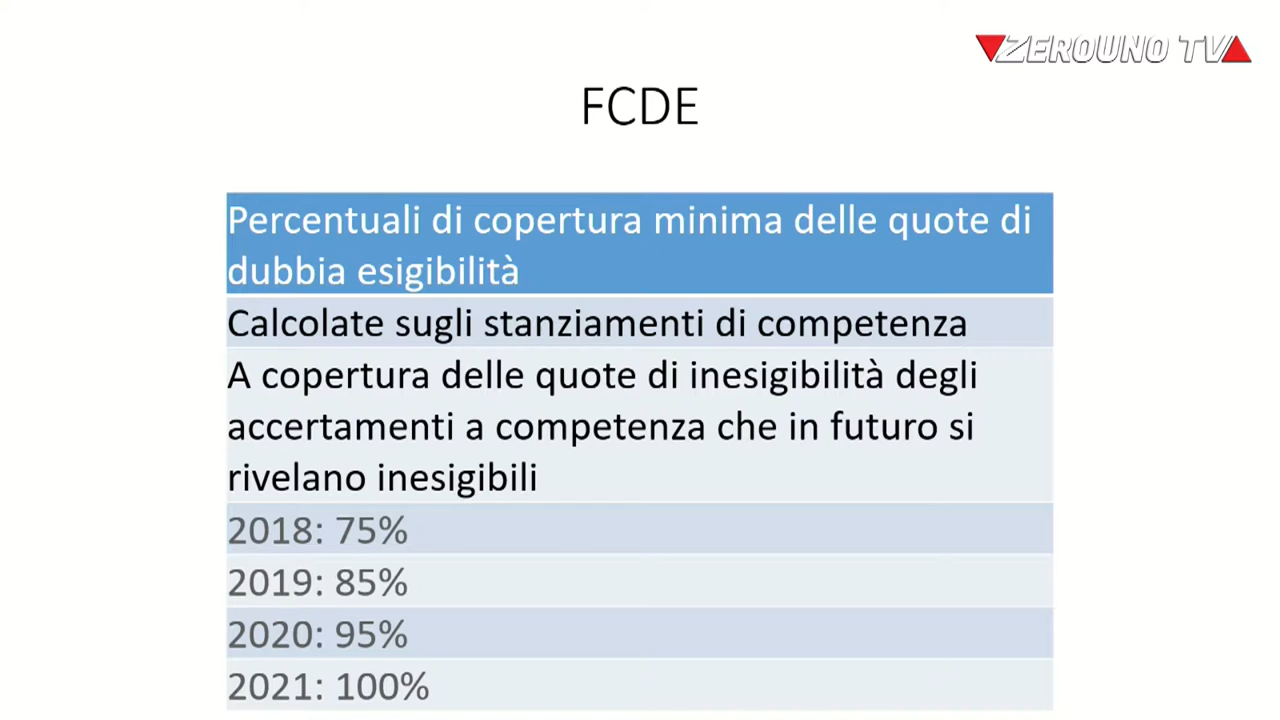 ZEROUNO TV
FCDE
Percentuali di copertura minima delle quote di
dubbia esigibilità
Calcolate sugli stanziamenti di competenza
A copertura delle quote di inesigibilità degli
accertamenti a competenza che in futuro si
rivelano inesigibili
2018: 75%
2019: 85%
2020: 95%
2021: 100%